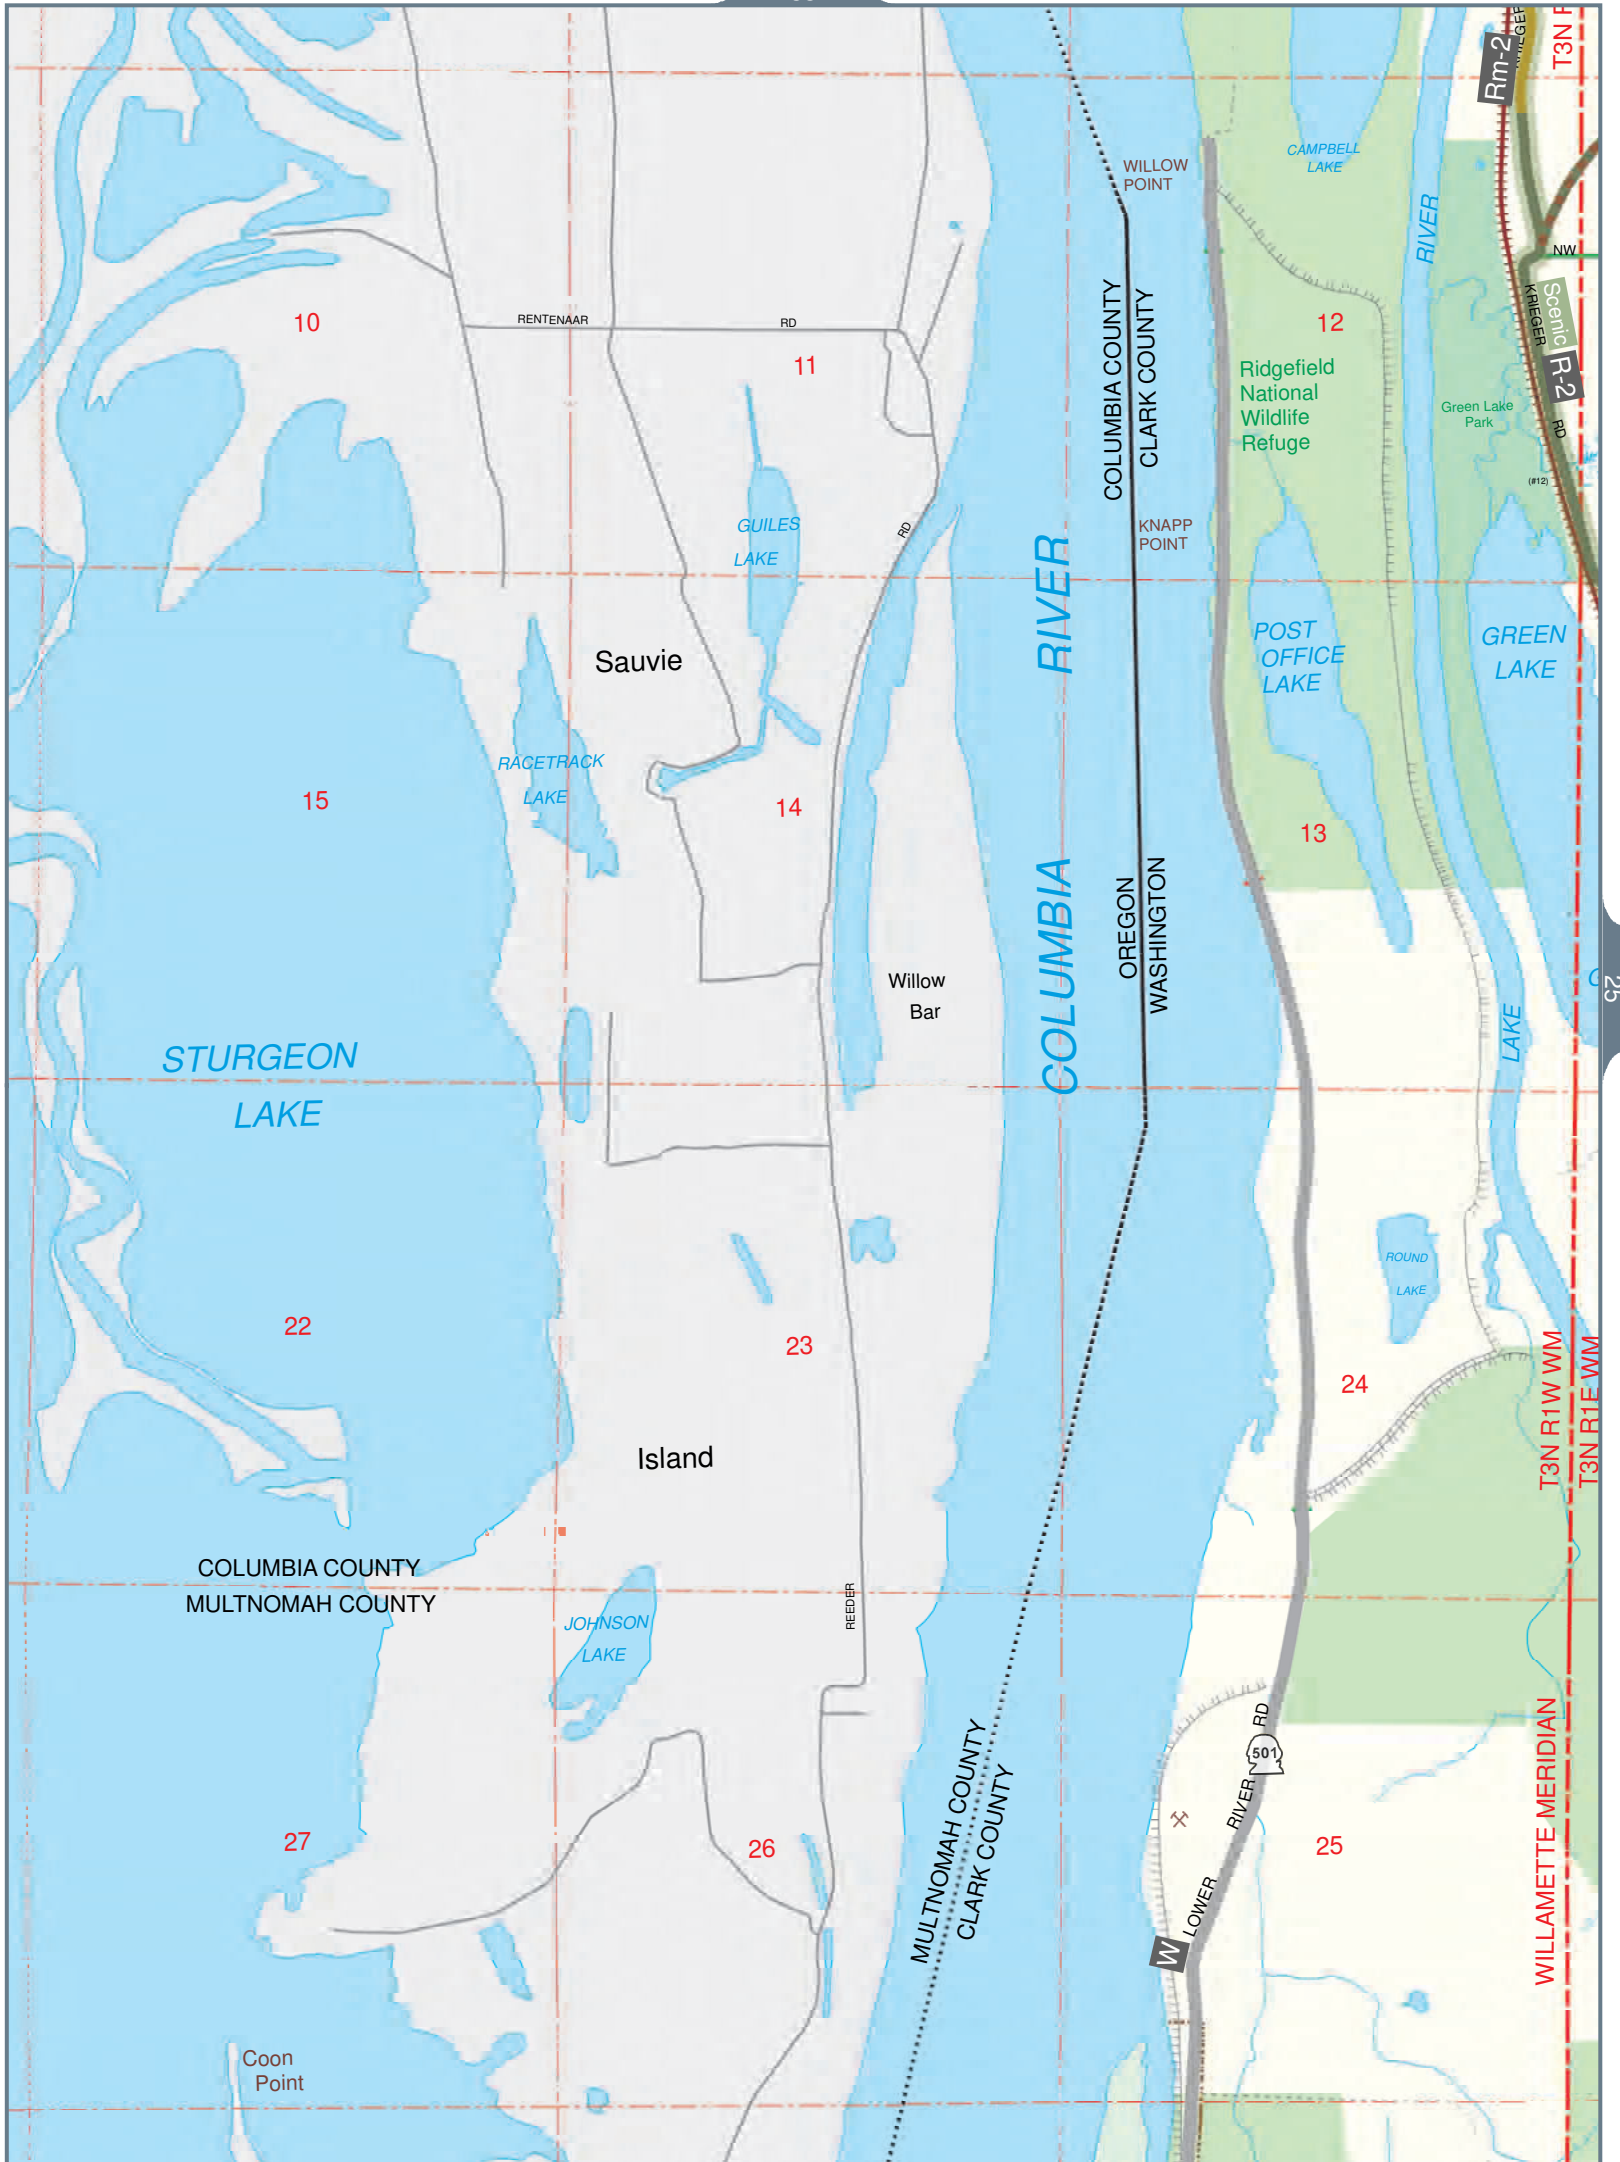 KRIEGER
Rm-2
T3N R
CAMPBELL
LAKE
WILLOW
POINT
RIVER
NW
Scenic
R-2
KRIEGER
RD
10
RENTENAAR
RD
11
12
COLUMBIA COUNTY
CLARK COUNTY
Ridgefield
National
Wildlife
Refuge
Green Lake
Park
(#12)
GUILES
LAKE
RD
KNAPP
POINT
COLUMBIA RIVER
POST
OFFICE
LAKE
GREEN
LAKE
Sauvie
RACETRACK
LAKE
15
14
13
OREGON
WASHINGTON
Willow
Bar
25
LAKE
STURGEON
LAKE
ROUND
LAKE
22
23
24
T3N R1W WM
T3N R1E WM
Island
COLUMBIA COUNTY
MULTNOMAH COUNTY
JOHNSON
LAKE
REEDER
MULTNOMAH COUNTY
CLARK COUNTY
501
W
LOWER
RIVER
RD
WILLAMETTE MERIDIAN
27
26
25
Coon
Point